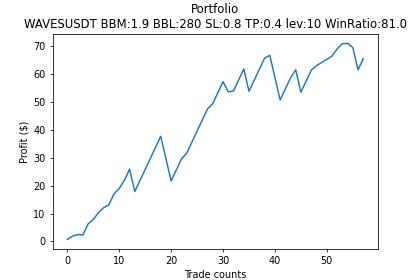 Portfolio
WAVESUSDT BBM:1.9 BBL:280 SL:0.8 TP:0.4 lev:10 WinRatio:81.0
70
60
50
40
30
20
10
0
Profit ($)
0 10 20 30 40 50
Trade counts